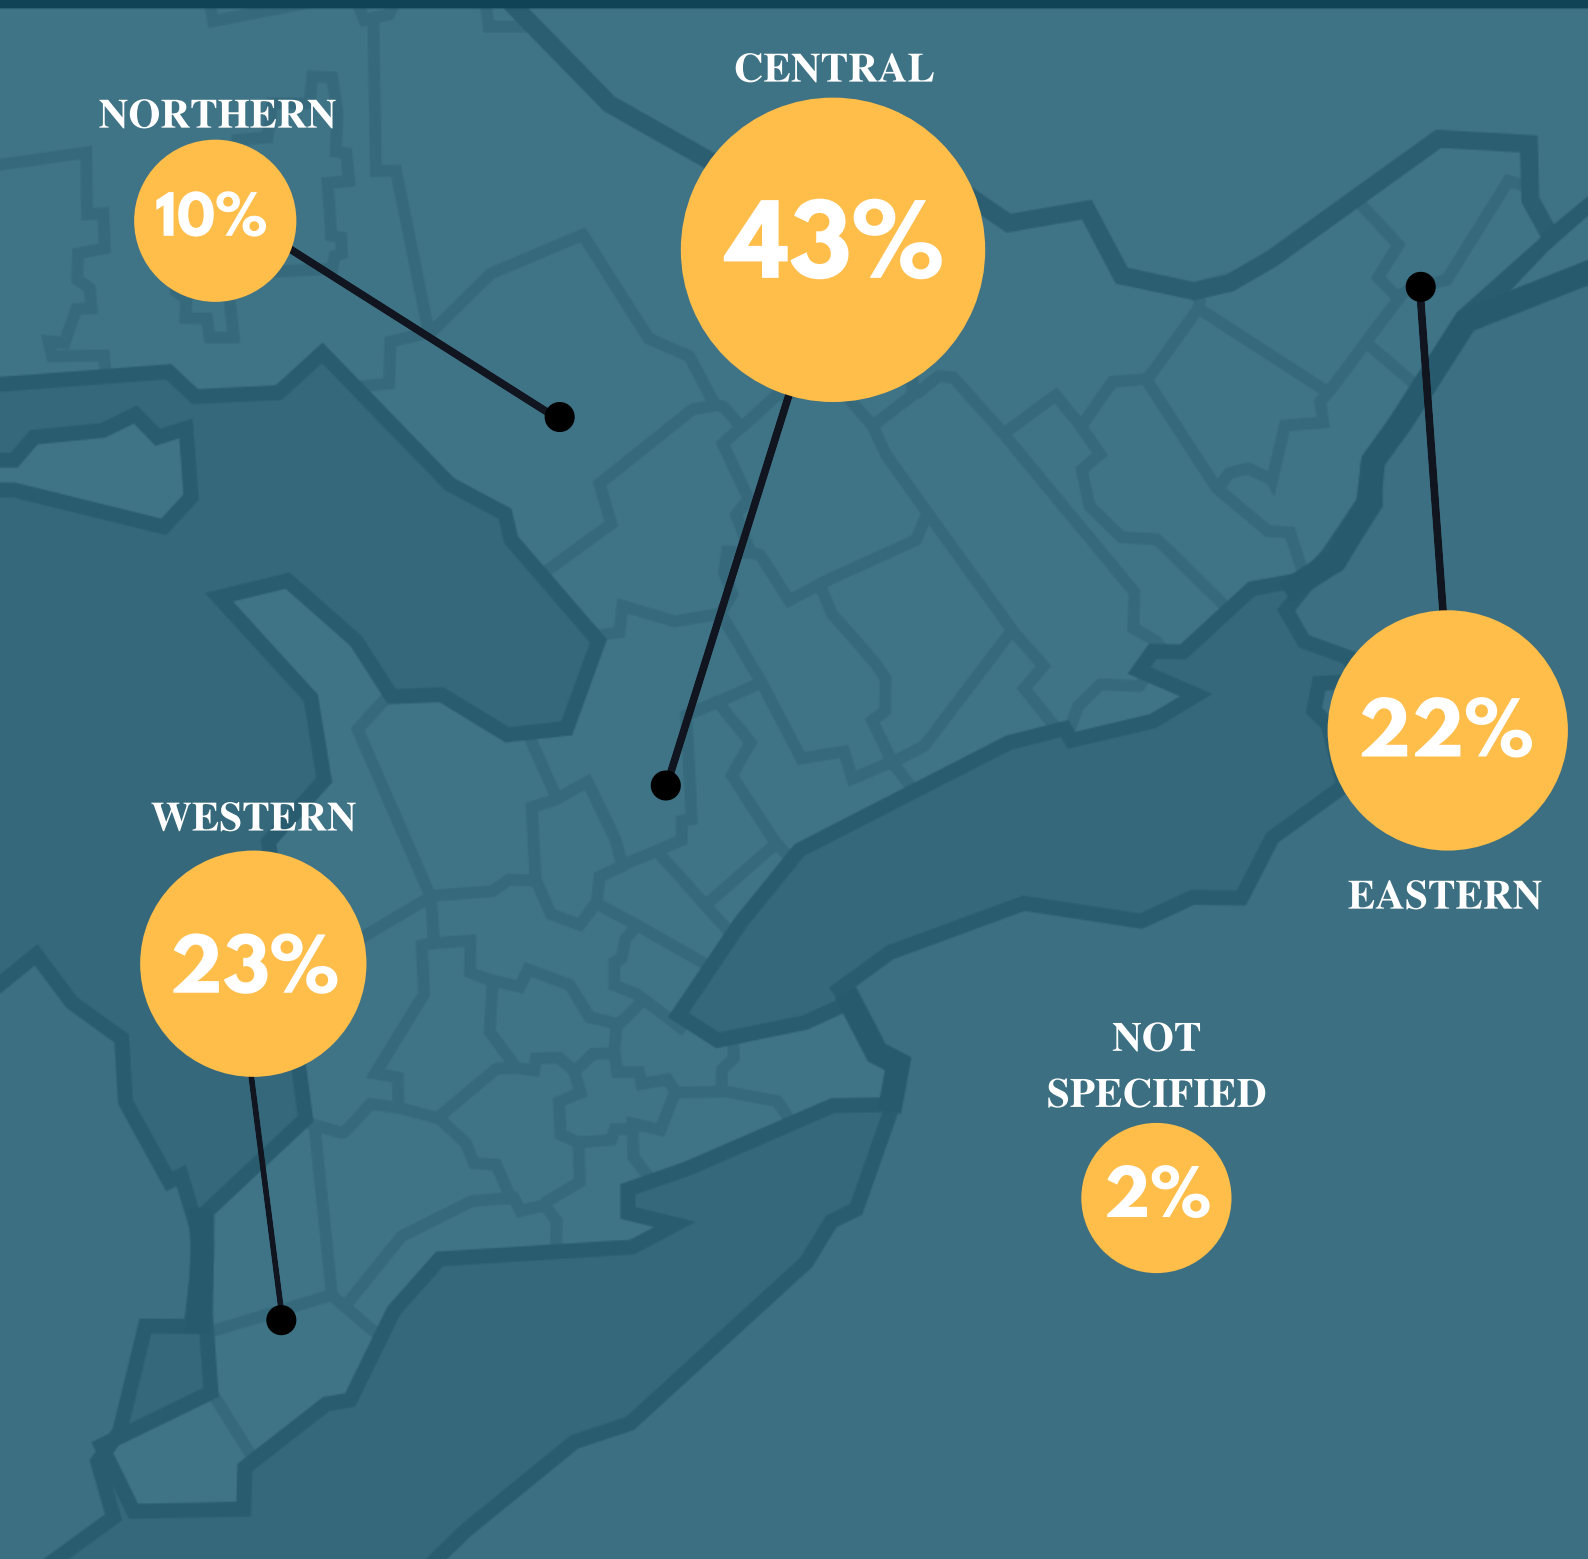 CENTRAL
43%
NORTHERN
10%
22%
EASTERN
WESTERN
23%
NOT
SPECIFIED
2%